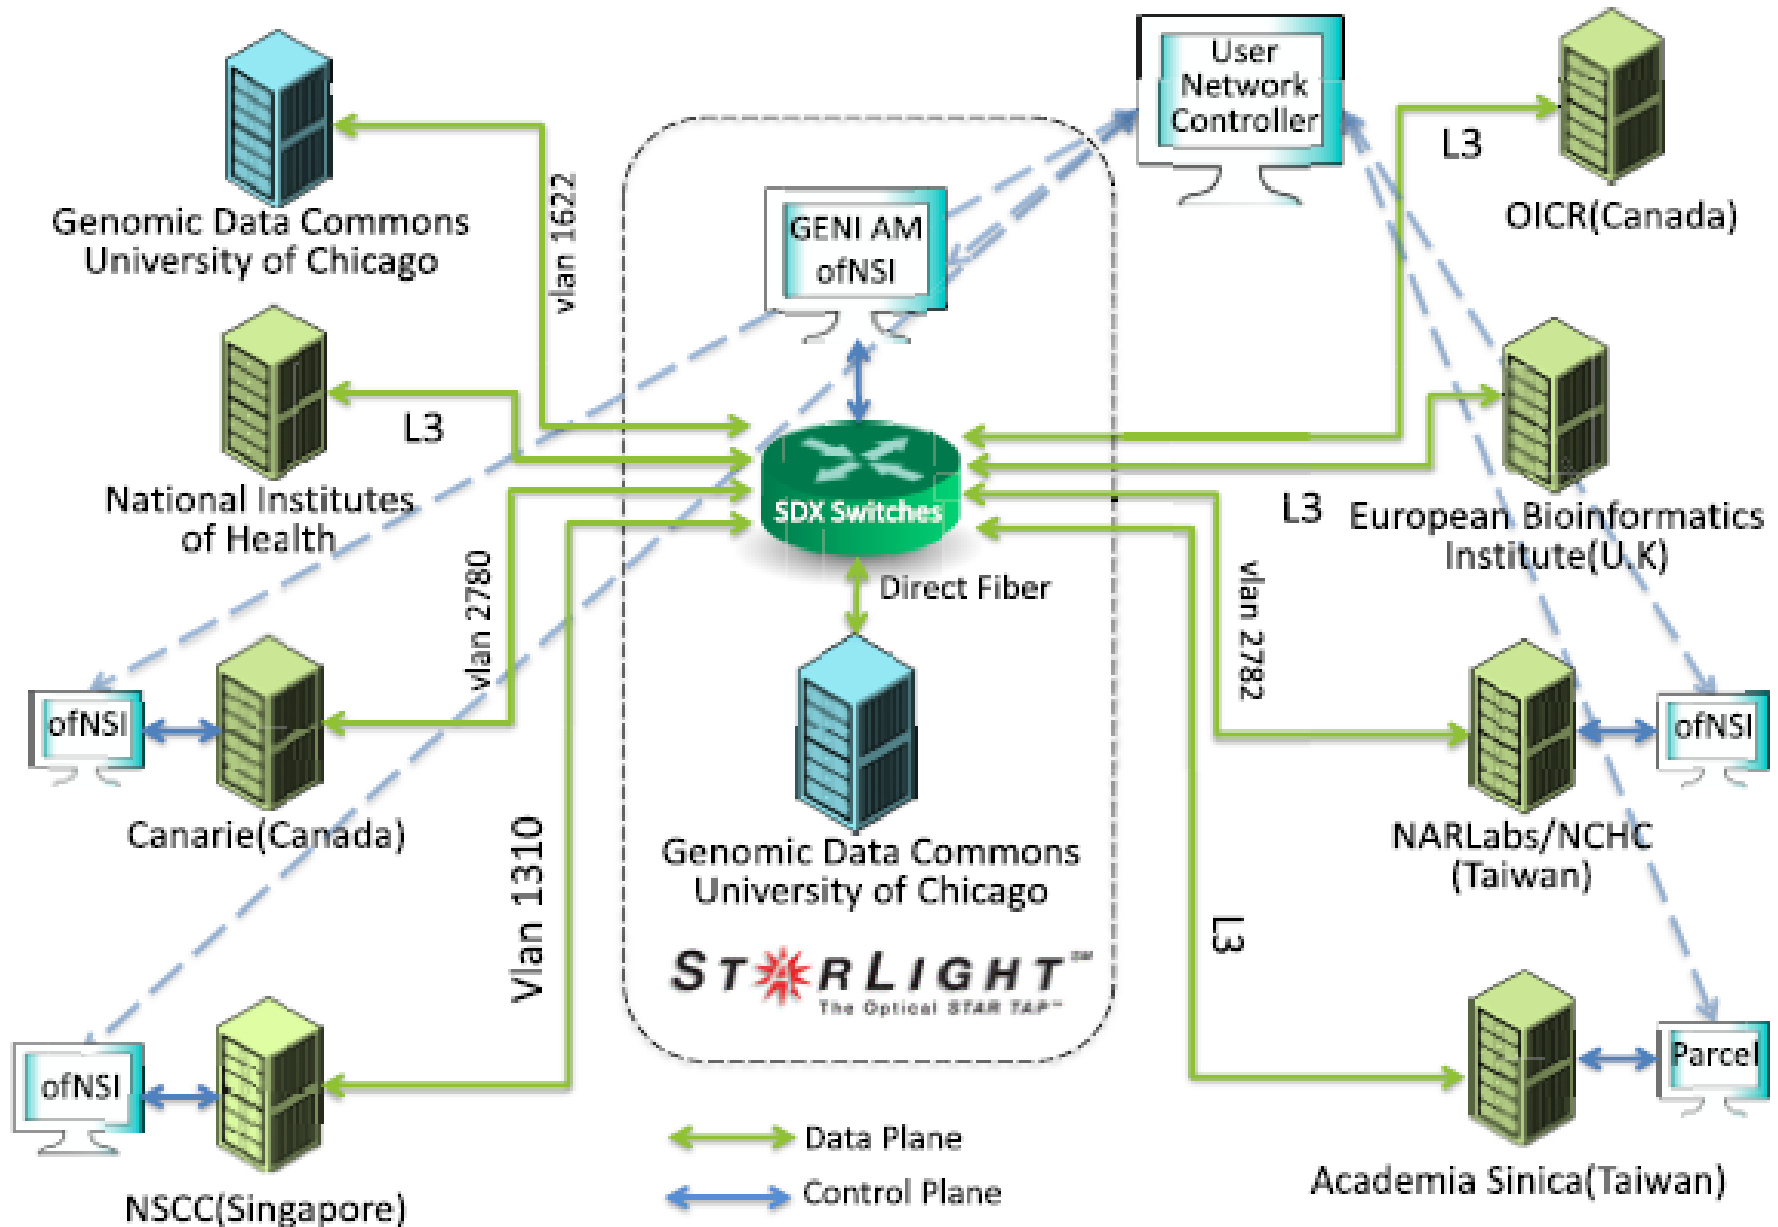 User
Network
Controller
L3
OICR(Canada)
Genomic Data Commons
University of Chicago
vlan 1622
GENI AM
ofNSI
L3
National Institutes
of Health
SDX Switches
L3
European Bioinformatics
Institute(U.K)
Direct Fiber
vlan 2780
vlan 2782
ofNSI
Canarie(Canada)
ofNSI
NARLabs/NCHC
(Taiwan)
Genomic Data Commons
University of Chicago
Vlan 1310
L3
STARLIGHT℠
The Optical STAR TAP™
ofNSI
NSCC(Singapore)
Parcel
Academia Sinica(Taiwan)
Data Plane
Control Plane